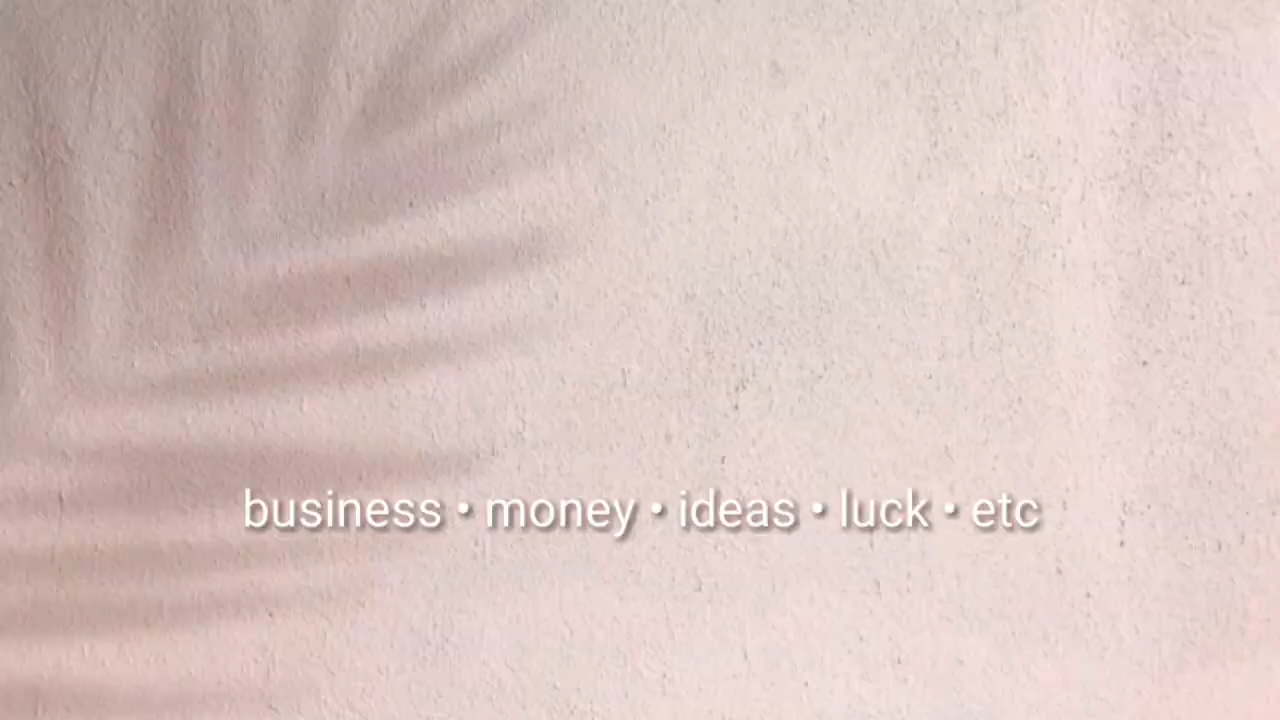 business • money • ideas • luck • etc